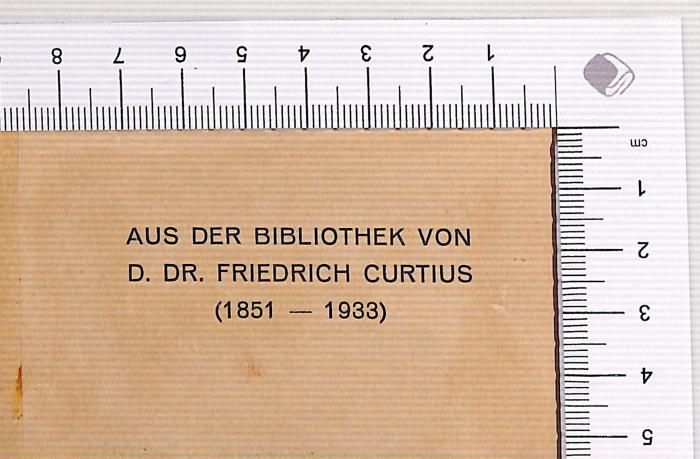 8 7 6 5 4 3 2 1
cm
1
AUS DER BIBLIOTHEK VON
2
D. DR. FRIEDRICH CURTIUS
(1851 — 1933)
3
4
5